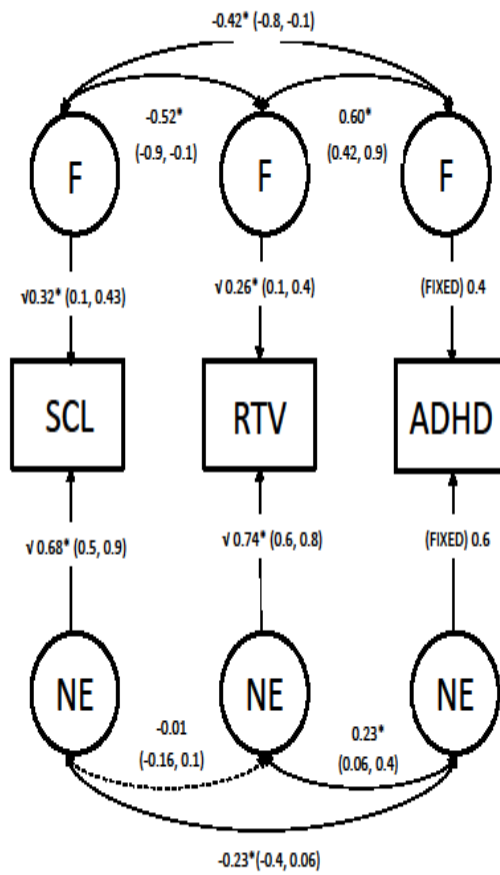 -0.42* (-0.8, -0.1)
-0.52*
(-0.9, -0.1)
0.60*
(0.42, 0.9)
F
F
F
√0.32* (0.1, 0.43)
√ 0.26* (0.1, 0.4)
(FIXED) 0.4
SCL
RTV
ADHD
√ 0.68* (0.5, 0.9)
√ 0.74* (0.6, 0.8)
(FIXED) 0.6
NE
NE
NE
-0.01
(-0.16, 0.1)
0.23*
(0.06, 0.4)
-0.23*(-0.4, 0.06)